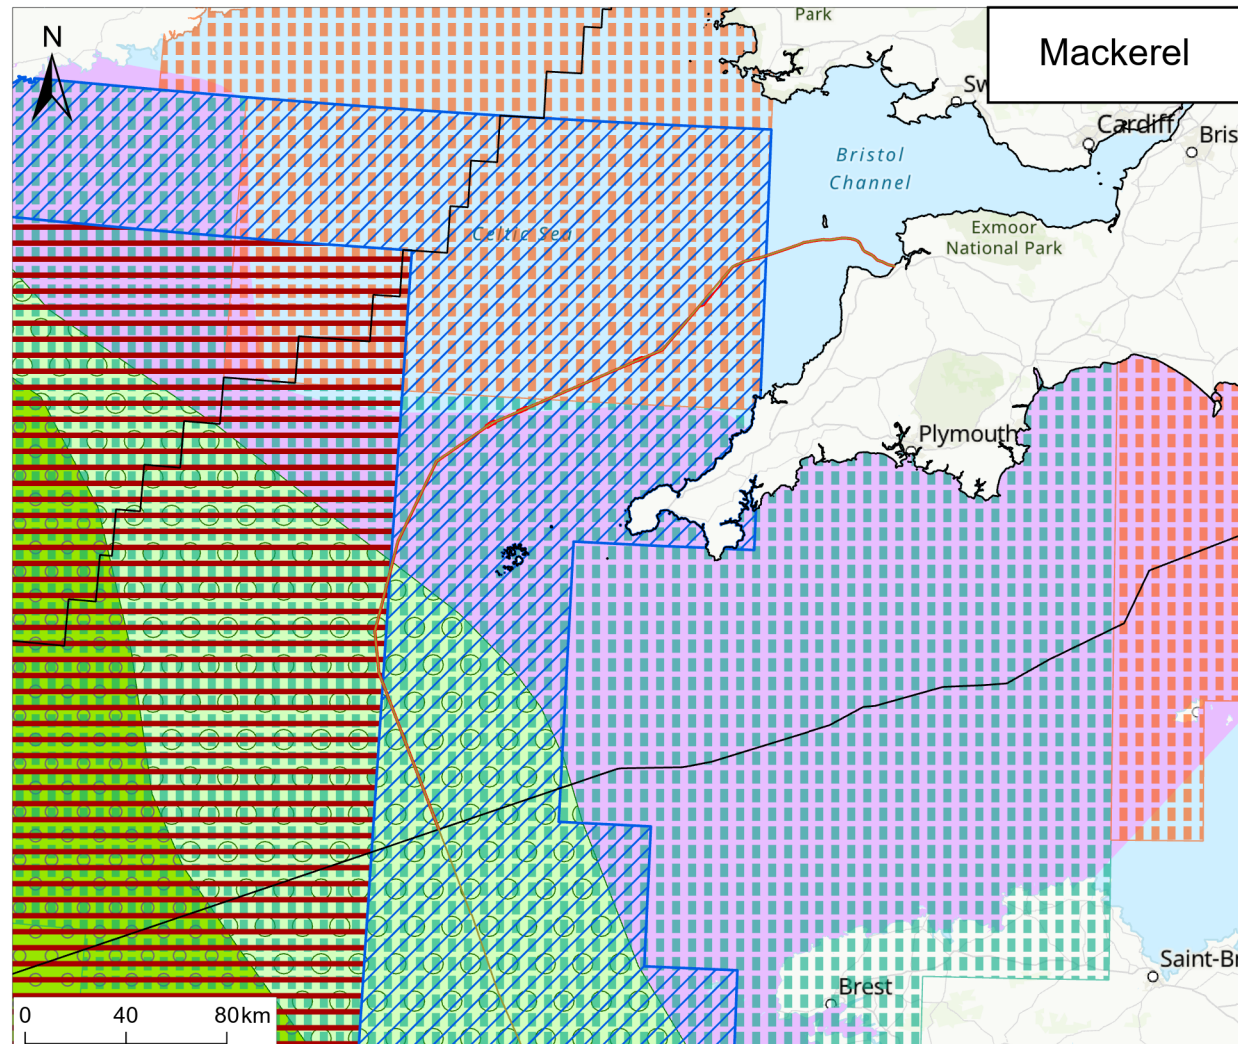 Park
N
Mackerel
Sw
Cardiff
Bris
Bristol
Channel
Exmoor
National Park
Celtic Sea
Plymouth
Saint-Br
Brest
0 40 80km